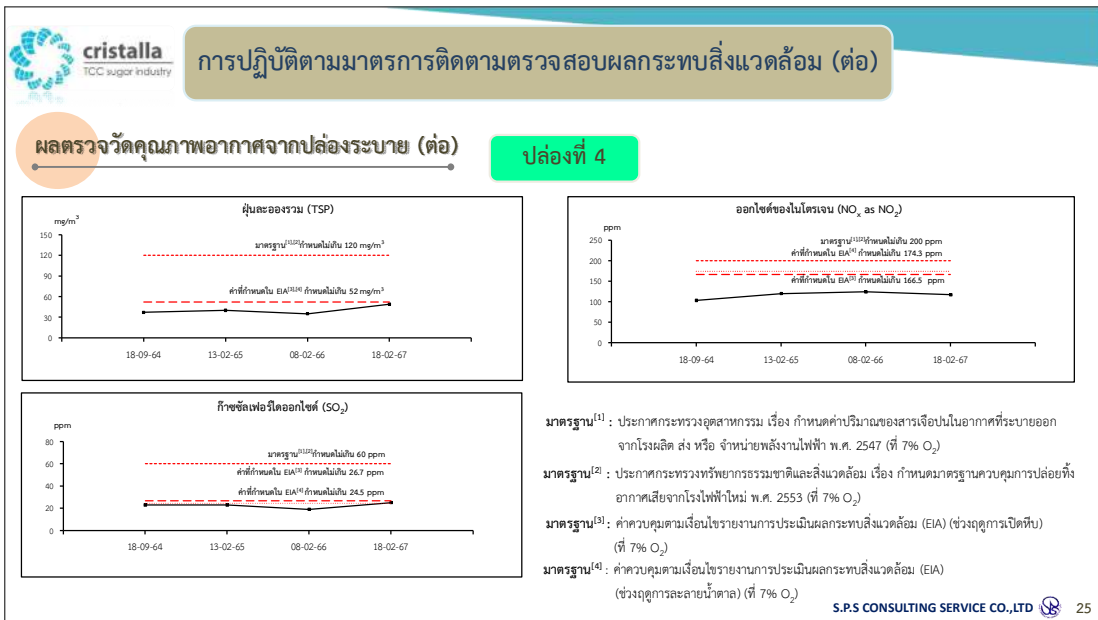 cristalla
TCC sugar industry
การปฏิบัติตามมาตรการติดตามตรวจสอบผลกระทบสิ่งแวดล้อม (ต่อ)
ผลตรวจวัดคุณภาพอากาศจากปล่องระบาย (ต่อ)
ปล่องที่ 4
ฝุ่นละอองรวม (TSP)
mg/m³
150
120
90
60
30
0
มาตรฐาน[1],[2]กำหนดไม่เกิน 120 mg/m³
ค่าที่กำหนดใน EIA[3],[4] กำหนดไม่เกิน 52 mg/m³
18-09-64 13-02-65 08-02-66 18-02-67
ออกไซด์ของไนโตรเจน (NOx as NO2)
ppm
250
200
150
100
50
0
มาตรฐาน[1],[2]กำหนดไม่เกิน 200 ppm
ค่าที่กำหนดใน EIA[4] กำหนดไม่เกิน 174.3 ppm
ค่าที่กำหนดใน EIA[3] กำหนดไม่เกิน 166.5 ppm
18-09-64 13-02-65 08-02-66 18-02-67
ก๊าซซัลเฟอร์ไดออกไซด์ (SO2)
ppm
80
60
40
20
0
มาตรฐาน[1],[2]กำหนดไม่เกิน 60 ppm
ค่าที่กำหนดใน EIA[3] กำหนดไม่เกิน 26.7 ppm
ค่าที่กำหนดใน EIA[4] กำหนดไม่เกิน 24.5 ppm
18-09-64 13-02-65 08-02-66 18-02-67
มาตรฐาน[1] : ประกาศกระทรวงอุตสาหกรรม เรื่อง กำหนดค่าปริมาณของสารเจือปนในอากาศที่ระบายออก
จากโรงผลิต ส่ง หรือ จำหน่ายพลังงานไฟฟ้า พ.ศ. 2547 (ที่ 7% O2)
มาตรฐาน[2] : ประกาศกระทรวงทรัพยากรธรรมชาติและสิ่งแวดล้อม เรื่อง กำหนดมาตรฐานควบคุมการปล่อยทิ้ง
อากาศเสียจากโรงไฟฟ้าใหม่ พ.ศ. 2553 (ที่ 7% O2)
มาตรฐาน[3] : ค่าควบคุมตามเงื่อนไขรายงานการประเมินผลกระทบสิ่งแวดล้อม (EIA) (ช่วงฤดูการเปิดหีบ)
(ที่ 7% O2)
มาตรฐาน[4] : ค่าควบคุมตามเงื่อนไขรายงานการประเมินผลกระทบสิ่งแวดล้อม (EIA)
(ช่วงฤดูการละลายน้ำตาล) (ที่ 7% O2)
S.P.S CONSULTING SERVICE CO.,LTD 25